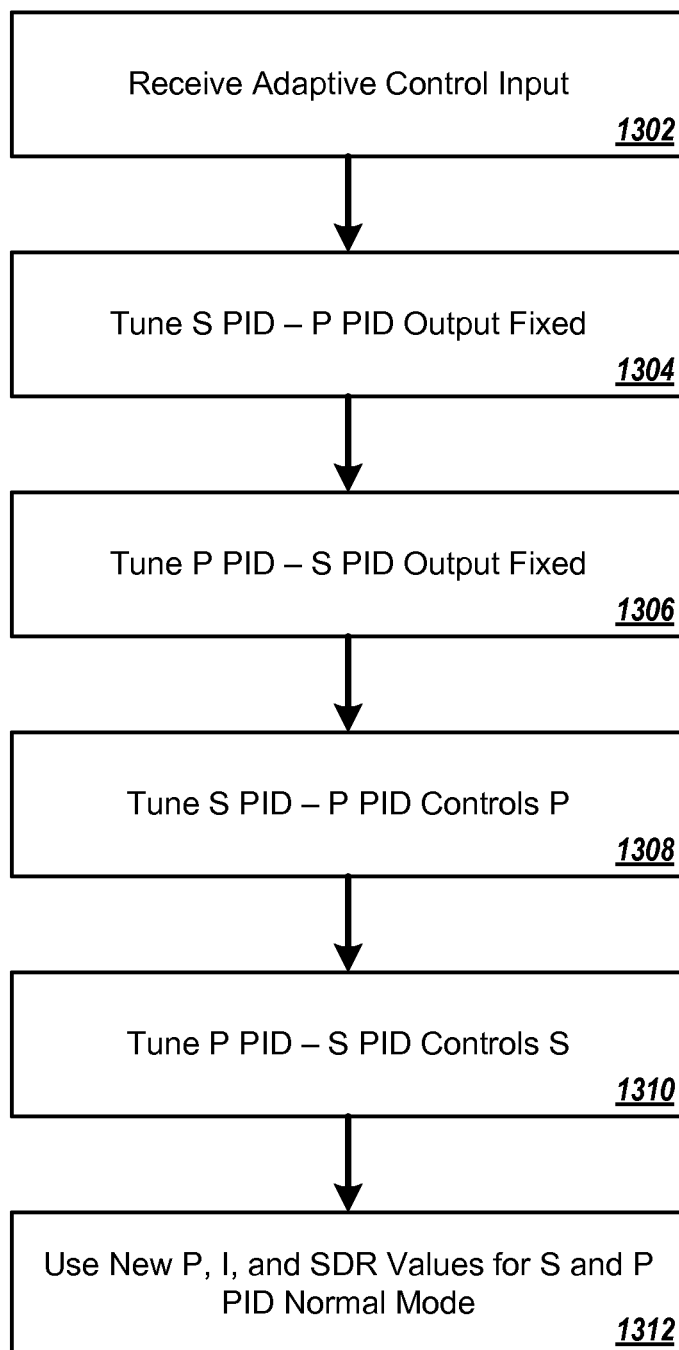 Receive Adaptive Control Input
1302
Tune S PID – P PID Output Fixed
1304
Tune P PID – S PID Output Fixed
1306
Tune S PID – P PID Controls P
1308
Tune P PID – S PID Controls S
1310
Use New P, I, and SDR Values for S and P
PID Normal Mode
1312